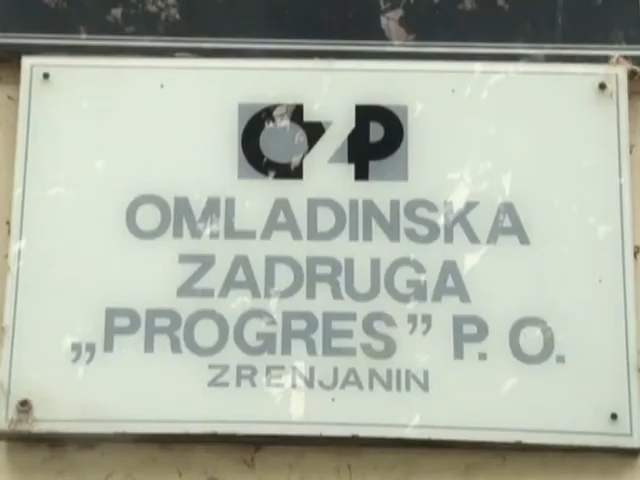 OZP
OMLADINSKA
ZADRUGA
„PROGRES” P. O.
ZRENJANIN